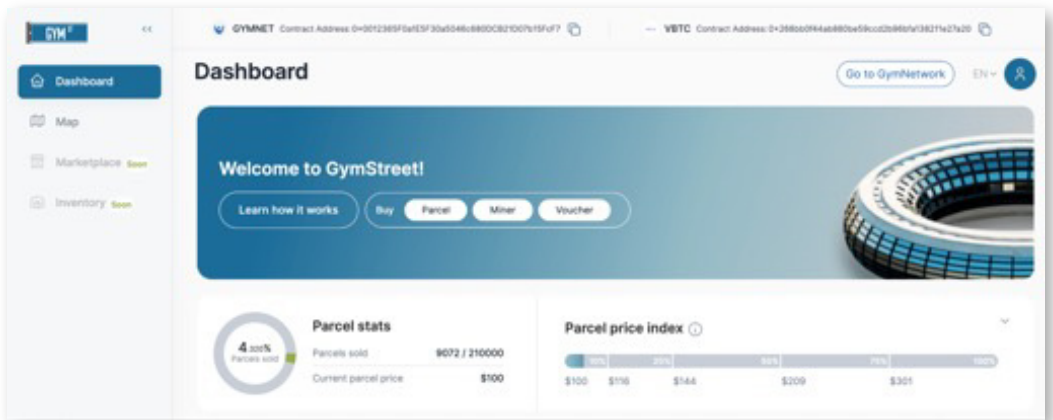 GYM
GYMNET Contract Address:
VBTC Contract Address:
Dashboard
Go to GymNetwork
EN
Dashboard
Map
Marketplace Soon
Inventory Soon
Welcome to GymStreet!
Learn how it works
Buy
Parcel
Miner
Voucher
Parcel stats
Parcels sold
Parcels sold 9072 / 210000
Current parcel price $100
Parcel price index
10% 25% 50% 75% 100%
$100 $116 $144 $209 $301